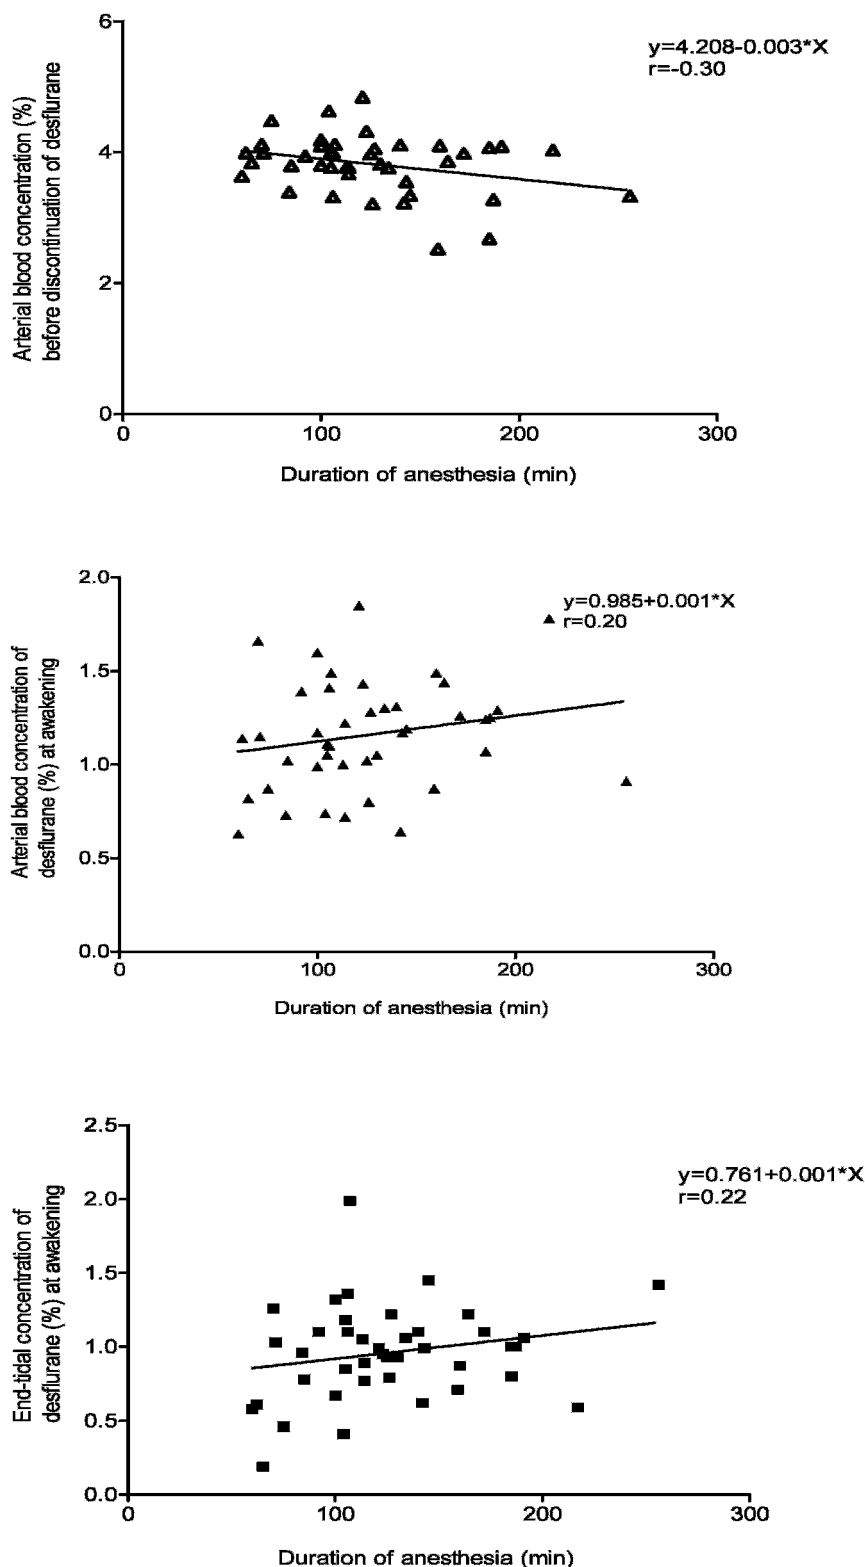 6
y=4.208-0.003*X
r=-0.30
4
2
0
Arterial blood concentration (%)
before discontinuation of desflurane
0 100 200 300
Duration of anesthesia (min)
2.0
y=0.985+0.001*X
r=0.20
1.5
1.0
0.5
0.0
Arterial blood concentration of
desflurane (%) at awakening
0 100 200 300
Duration of anesthesia (min)
2.5
y=0.761+0.001*X
r=0.22
2.0
1.5
1.0
0.5
0.0
End-tidal concentration of
desflurane (%) at awakening
0 100 200 300
Duration of anesthesia (min)